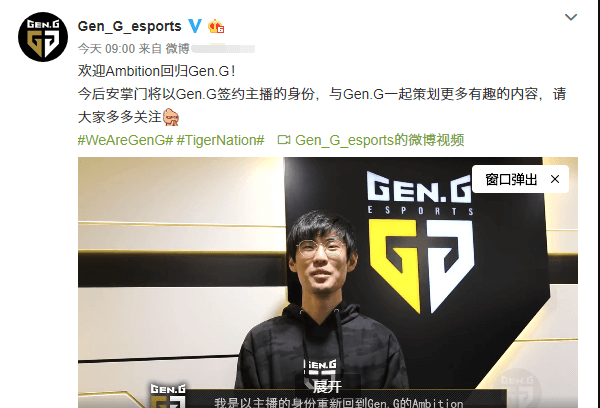 GEN.G
Gen_G_esports
今天 09:00 来自 微博
欢迎Ambition回归Gen.G！
今后安掌门将以Gen.G签约主播的身份，与Gen.G一起策划更多有趣的内容，请
大家多多关注
#WeAreGenG# #TigerNation# Gen_G_esports的微博视频
窗口弹出 ×
GEN.G
ESPORTS
GEN.G
展开
GEN.G
我是以主播的身份重新回到Gen.G的Ambition